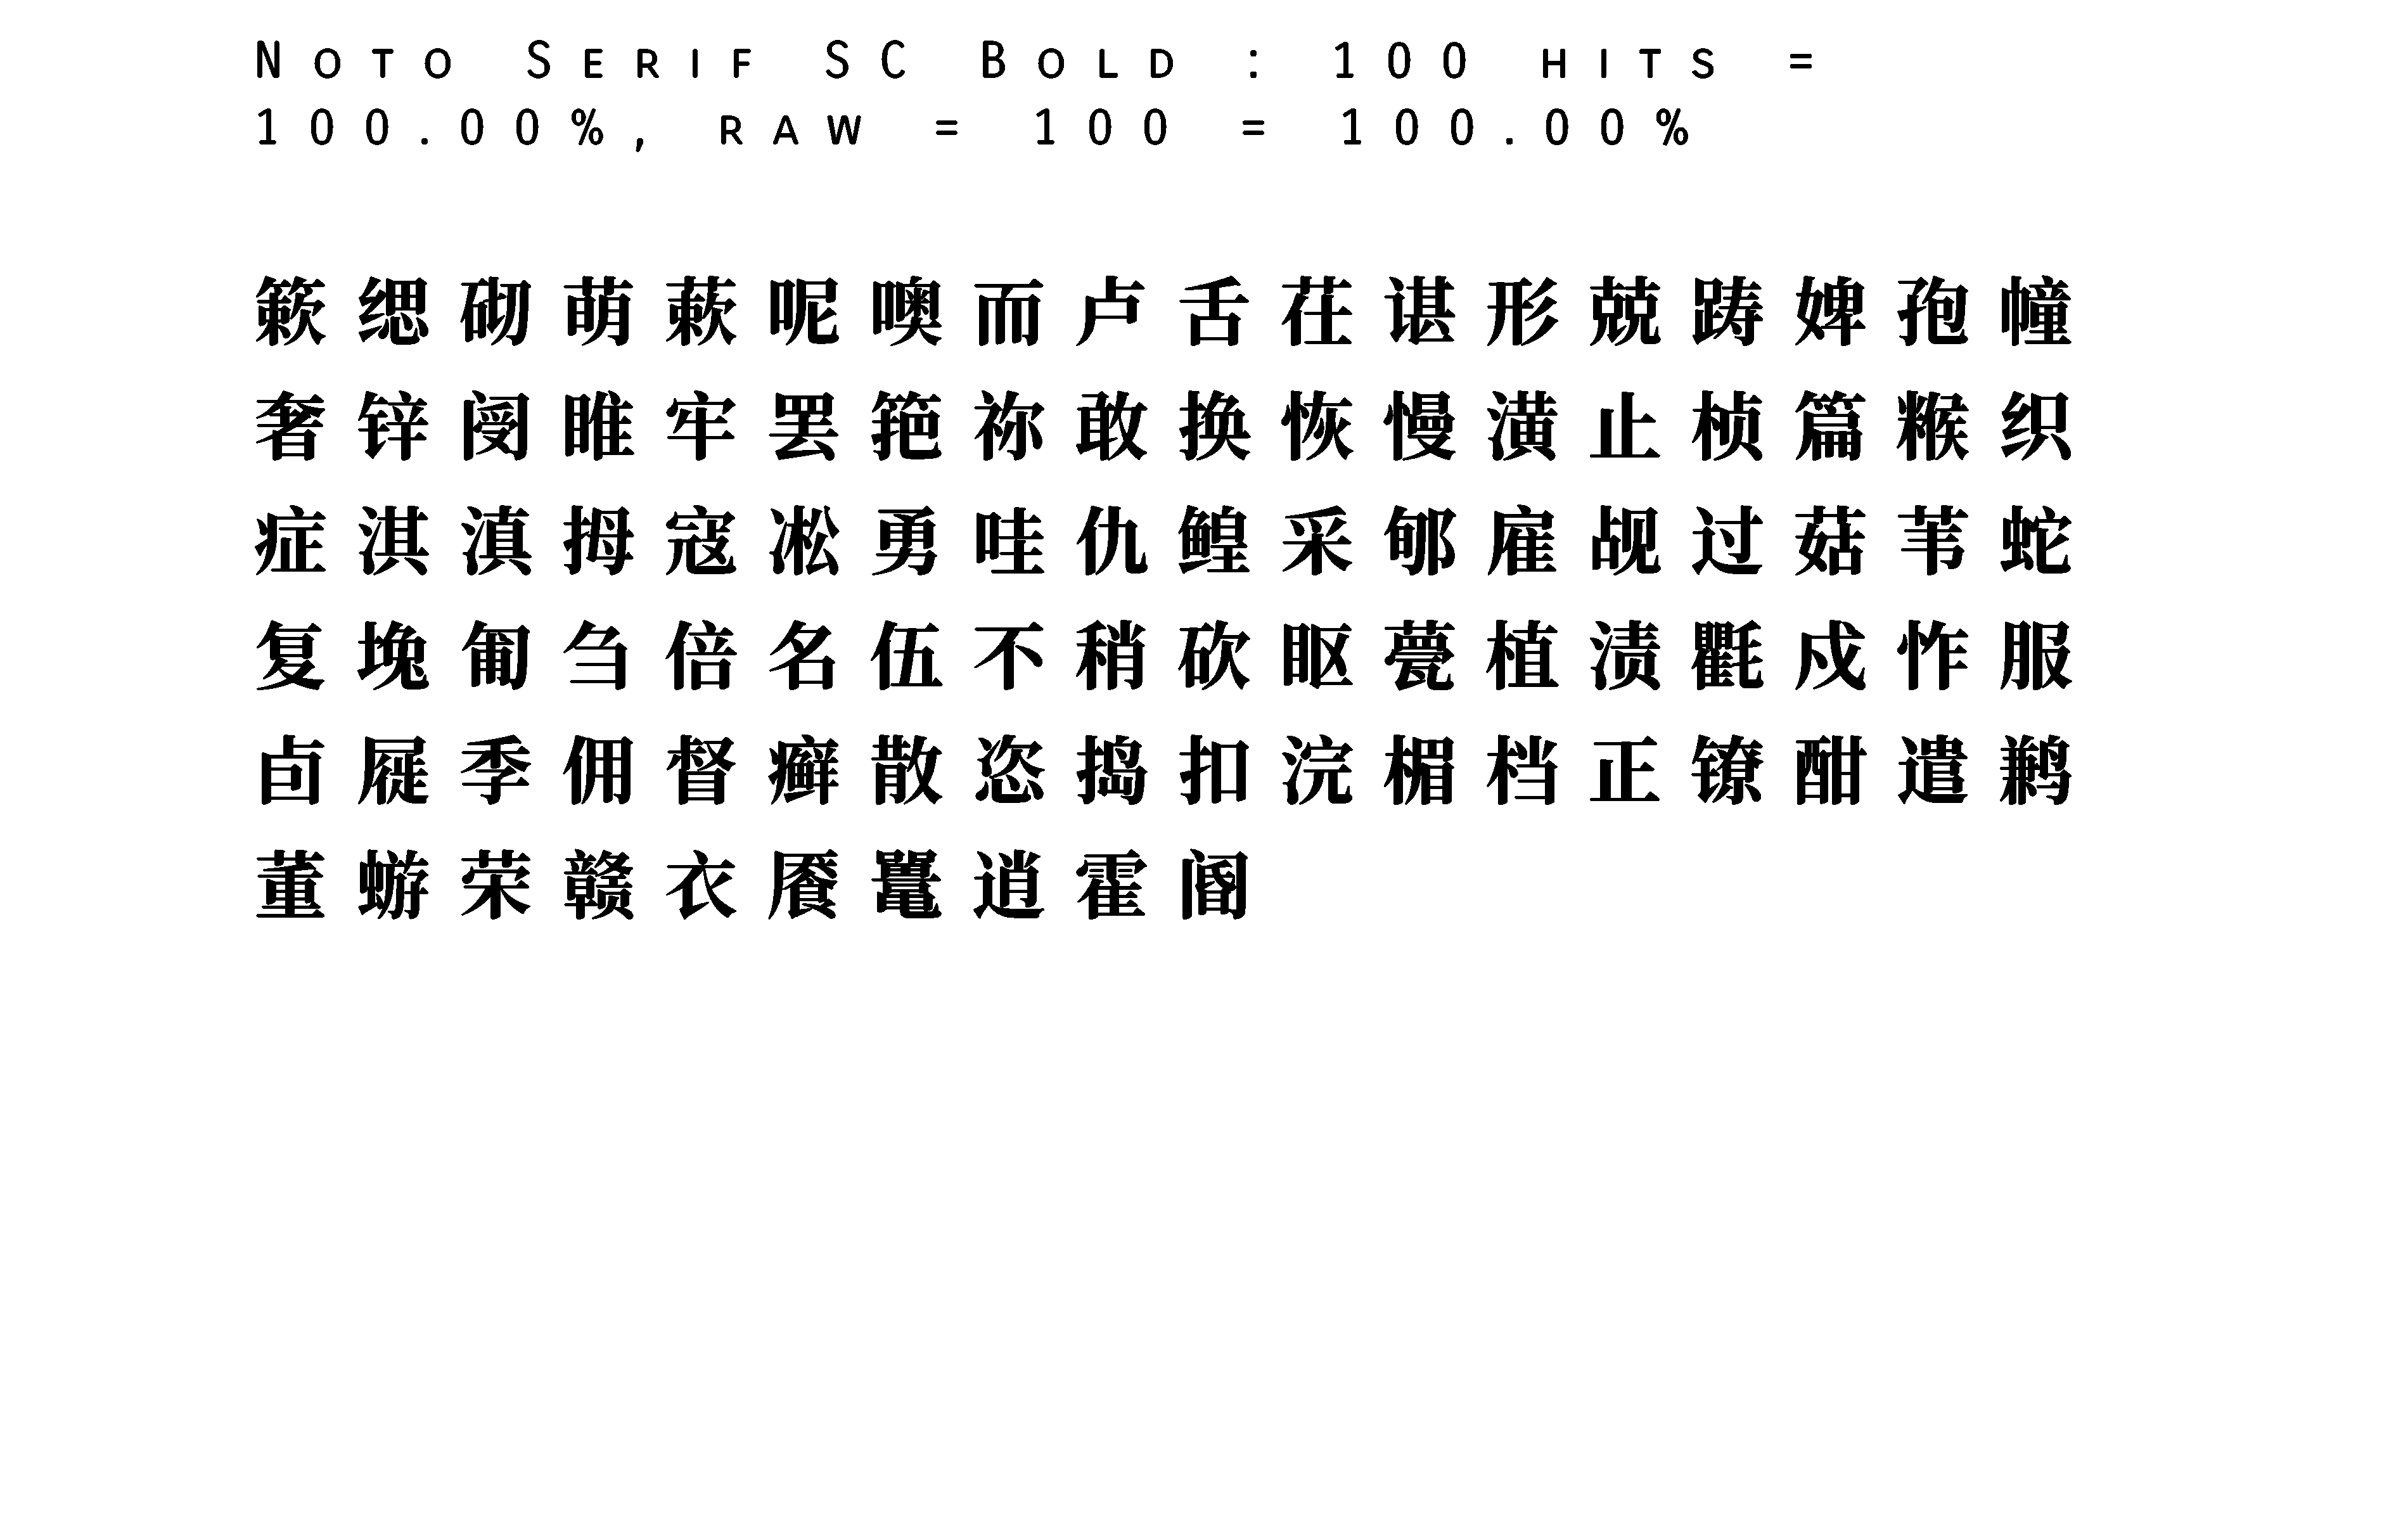 Noto Serif SC Bold : 100 hits =
100.00%, raw = 100 = 100.00%
簌缌砌萌蔌呢噢而卢舌茌谌形兢踌婢孢幢
奢锌阌睢牢罢筢祢敢换恢慢潢止桢篇糇织
症淇滇拇寇凇勇哇仇鳇采郇雇觇过菇苇蛇
复堍匍刍倍名伍不稍砍眍甍植渍氍戍怍服
卣屣季佣督癣散恣捣扣浣楣档正镣酣遣鹣
董蝣荣赣衣餍鼍逍霍阍